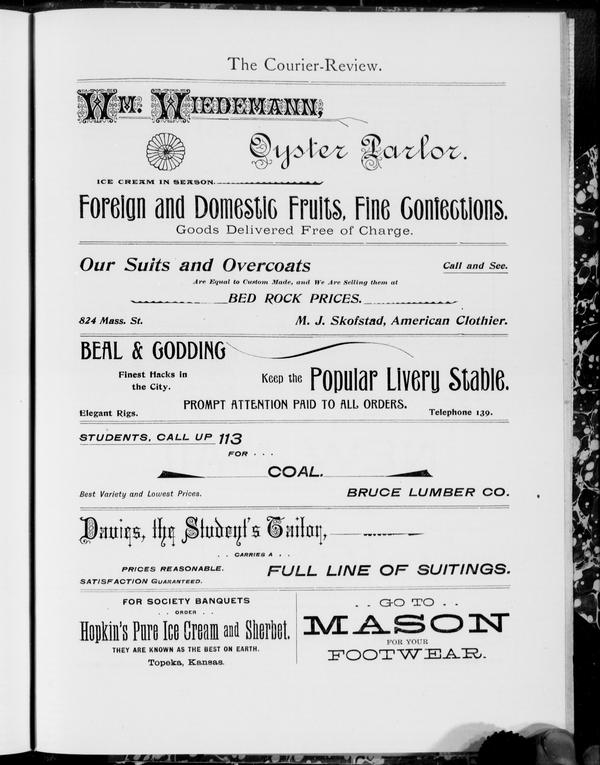 The Courier-Review.
Wm. Wiedemann,
Oyster Parlor.
ICE CREAM IN SEASON.
Foreign and Domestic Fruits, Fine Confections.
Goods Delivered Free of Charge.
Our Suits and Overcoats
Call and See.
Are Equal to Custom Made, and We Are Selling them at
BED ROCK PRICES.
824 Mass. St.
M. J. Skofstad, American Clothier.
BEAL & GODDING
Finest Hacks in
the City.
Keep the Popular Livery Stable.
PROMPT ATTENTION PAID TO ALL ORDERS.
Elegant Rigs.
Telephone 139.
STUDENTS, CALL UP 113
FOR . . .
COAL.
Best Variety and Lowest Prices.
BRUCE LUMBER CO.
Davies, the Student's Tailor,
. . CARRIES A . .
PRICES REASONABLE.
FULL LINE OF SUITINGS.
SATISFACTION GUARANTEED.
FOR SOCIETY BANQUETS
. . ORDER . .
Hopkin's Pure Ice Cream and Sherbet.
THEY ARE KNOWN AS THE BEST ON EARTH.
Topeka, Kansas.
. . GO TO . .
MASON
FOR YOUR
FOOTWEAR.